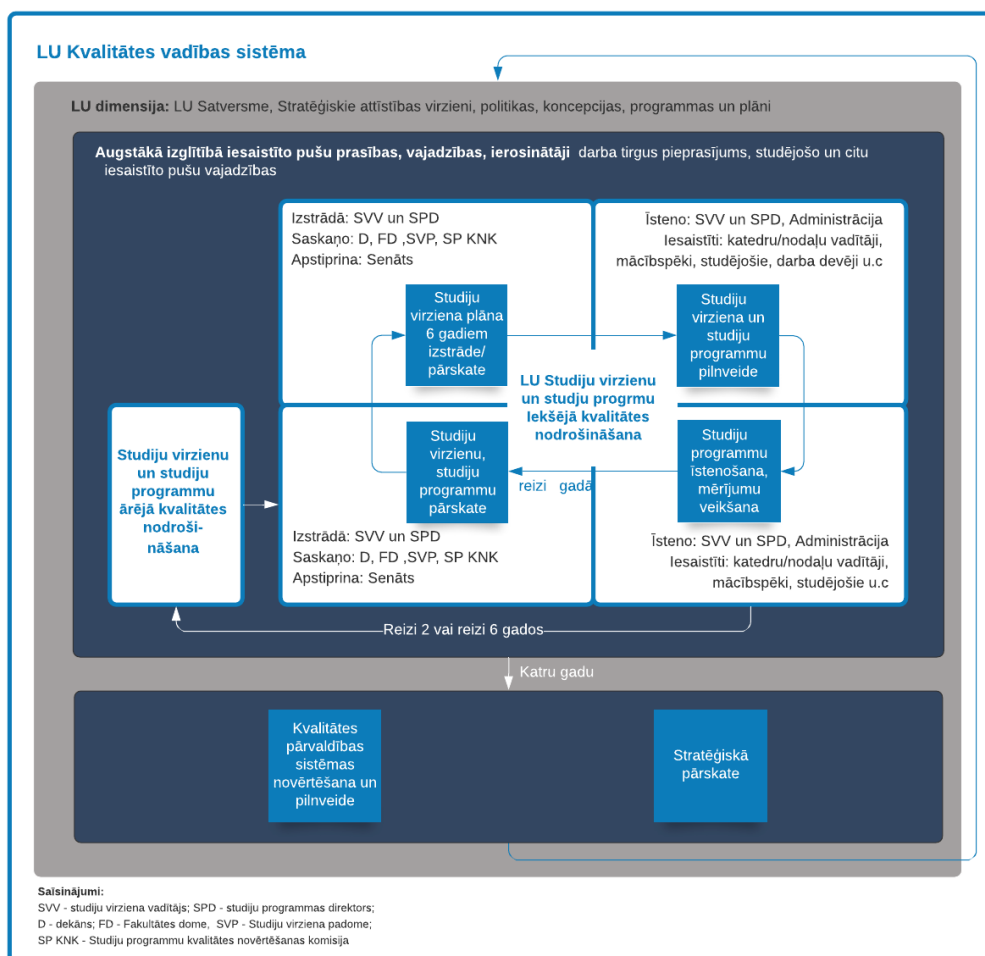 LU Kvalitātes vadības sistēma
LU dimensija: LU Satversme, Stratēģiskie attīstības virzieni, politikas, koncepcijas, programmas un plāni
Augstākā izglītībā iesaistīto pušu prasības, vajadzības, ierosinātāji darba tirgus pieprasījums, studējošo un citu
iesaistīto pušu vajadzības
Izstrādā: SVV un SPD
Saskaņo: D, FD ,SVP, SP KNK
Apstiprina: Senāts
Īsteno: SVV un SPD, Administrācija
Iesaistīti: katedru/nodaļu vadītāji,
mācībspēki, studējošie, darba devēji u.c
Studiju
virziena plāna
6 gadiem
izstrāde/
pārskate
Studiju
virziena un
studiju
programmu
pilnveide
LU Studiju virzienu
un studju progrmu
Iekšējā kvalitātes
nodrošināšana
Studiju virzienu
un studiju
programmu
ārējā kvalitātes
nodroši-
nāšana
Studiju
virzienu,
studiju
programmu
pārskate
reizi gadā
Studiju
programmu
īstenošana,
mērījumu
veikšana
Izstrādā: SVV un SPD
Saskaņo: D, FD ,SVP, SP KNK
Apstiprina: Senāts
Īsteno: SVV un SPD, Administrācija
Iesaistīti: katedru/nodaļu vadītāji,
mācībspēki, studējošie u.c
Reizi 2 vai reizi 6 gados
Katru gadu
Kvalitātes
pārvaldības
sistēmas
novērtēšana un
pilnveide
Stratēģiskā
pārskate
Saīsinājumi:
SVV - studiju virziena vadītājs; SPD - studiju programmas direktors;
D - dekāns; FD - Fakultātes dome, SVP - Studiju virziena padome;
SP KNK - Studiju programmu kvalitātes novērtēšanas komisija